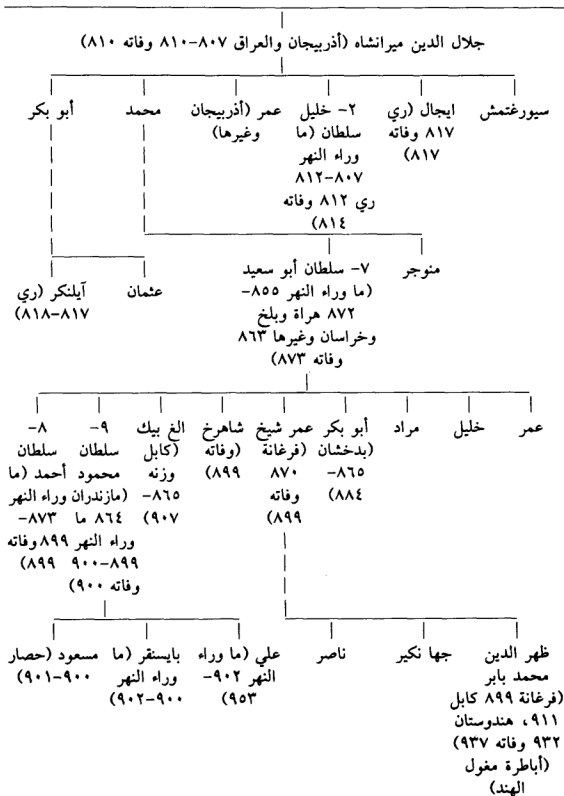 جلال الدين ميرانشاه (أذربيجان والعراق ٨٠٧-٨١٠ وفاته ٨١٠)
سيورغتمش
ايجال (ري
٨١٧ وفاته
٨١٧)
٢- خليل
سلطان (ما
وراء النهر
٨٠٧-٨١٢
ري ٨١٢ وفاته
٨١٤)
عمر (أذربيجان
وغيرها)
محمد
أبو بكر
منوجر
٧- سلطان أبو سعيد
(ما وراء النهر ٨٥٥-
٨٧٢ هراة وبلخ
وخراسان وغيرها ٨٦٣
وفاته ٨٧٣)
عثمان
آيلنكر (ري
٨١٧-٨١٨)
عمر
خليل
مراد
أبو بكر
(بدخشان
٨٦٥-
٨٨٤)
عمر شيخ
(فرغانة
٨٧٠
وفاته
٨٩٩)
شاهرخ
(وفاته
٨٩٩)
الغ بيك
(كابل
وزنه
٨٦٥-
٩٠٧)
٩-
سلطان
محمود
(مازندران
٨٦٤ ما
وراء النهر
٨٩٩-٩٠٠
وفاته ٩٠٠)
٨-
سلطان
أحمد (ما
وراء النهر
٨٧٣-
٨٩٩وفاته
٨٩٩)
ظهر الدين
محمد بابر
(فرغانة ٨٩٩ كابل
٩١١، هندوستان
٩٣٢ وفاته ٩٣٧)
(أباطرة مغول
الهند)
جها نكير
ناصر
علي (ما وراء
النهر ٩٠٢-
٩٥٣)
بايسنقر (ما
وراء النهر
٩٠٠-٩٠٢)
مسعود (حصار
٩٠٠-٩٠١)